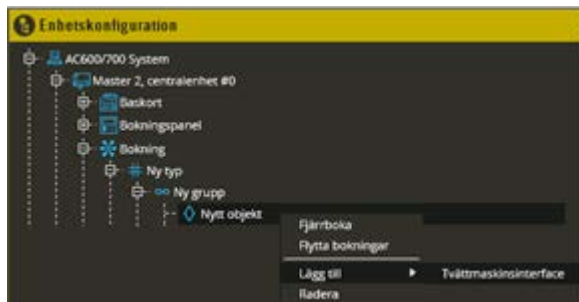 Enhetskonfiguration
AC600/700 System
Master 2, centralenhet #0
Baskort
Bokningspanel
Bokning
Ny typ
Ny grupp
Nytt objekt
Fjärrboka
Flytta bokningar
Lägg till
Tvättmaskinsinterface
Radera